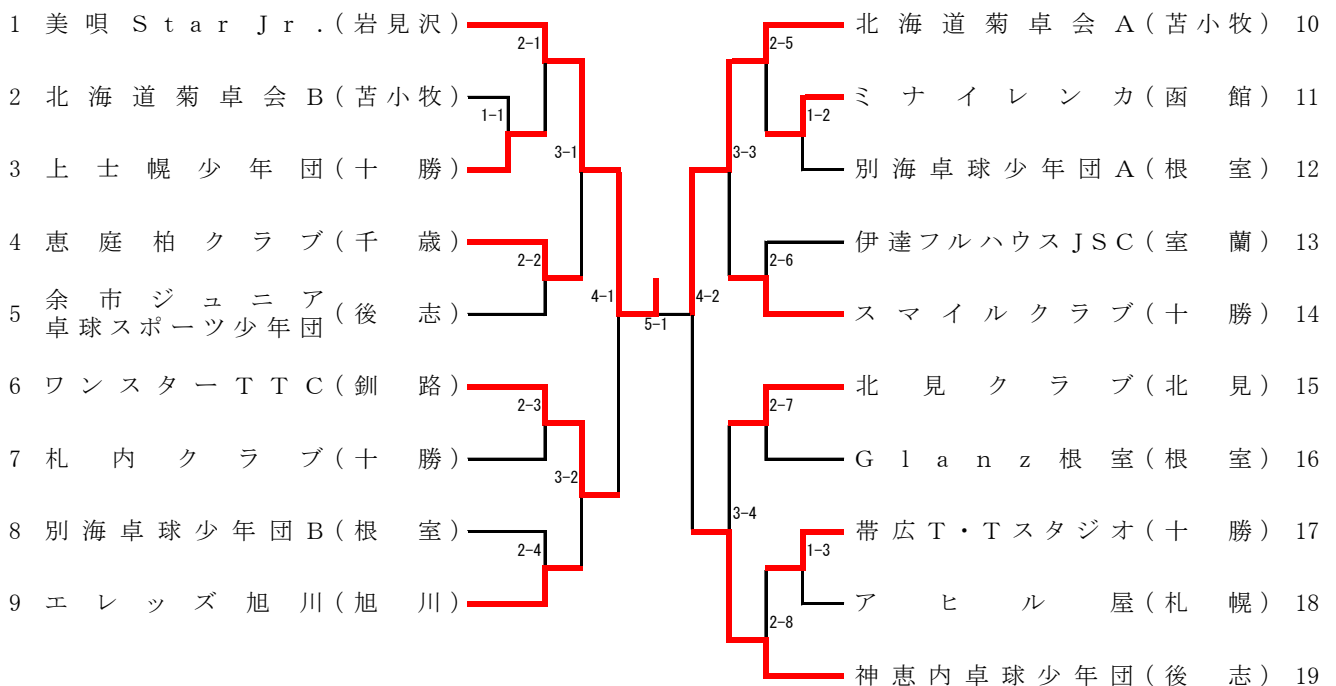 1 美唄Star Jr.(岩見沢)
2 北海道菊卓会B(苫小牧)
3 上士幌少年団(十勝)
4 恵庭柏クラブ(千歳)
5 余市ジュニア
卓球スポーツ少年団(後志)
6 ワンスターTTC(釧路)
7 札内クラブ(十勝)
8 別海卓球少年団B(根室)
9 エレッズ旭川(旭川)
2-1
1-1
3-1
2-2
4-1
2-3
3-2
2-4
5-1
北海道菊卓会A(苫小牧) 10
ミナイレンカ(函館) 11
別海卓球少年団A(根室) 12
伊達フルハウスJSC(室蘭) 13
スマイルクラブ(十勝) 14
北見クラブ(北見) 15
Glanz根室(根室) 16
帯広T・Tスタジオ(十勝) 17
アヒル屋(札幌) 18
神恵内卓球少年団(後志) 19
2-5
1-2
3-3
2-6
4-2
2-7
3-4
1-3
2-8